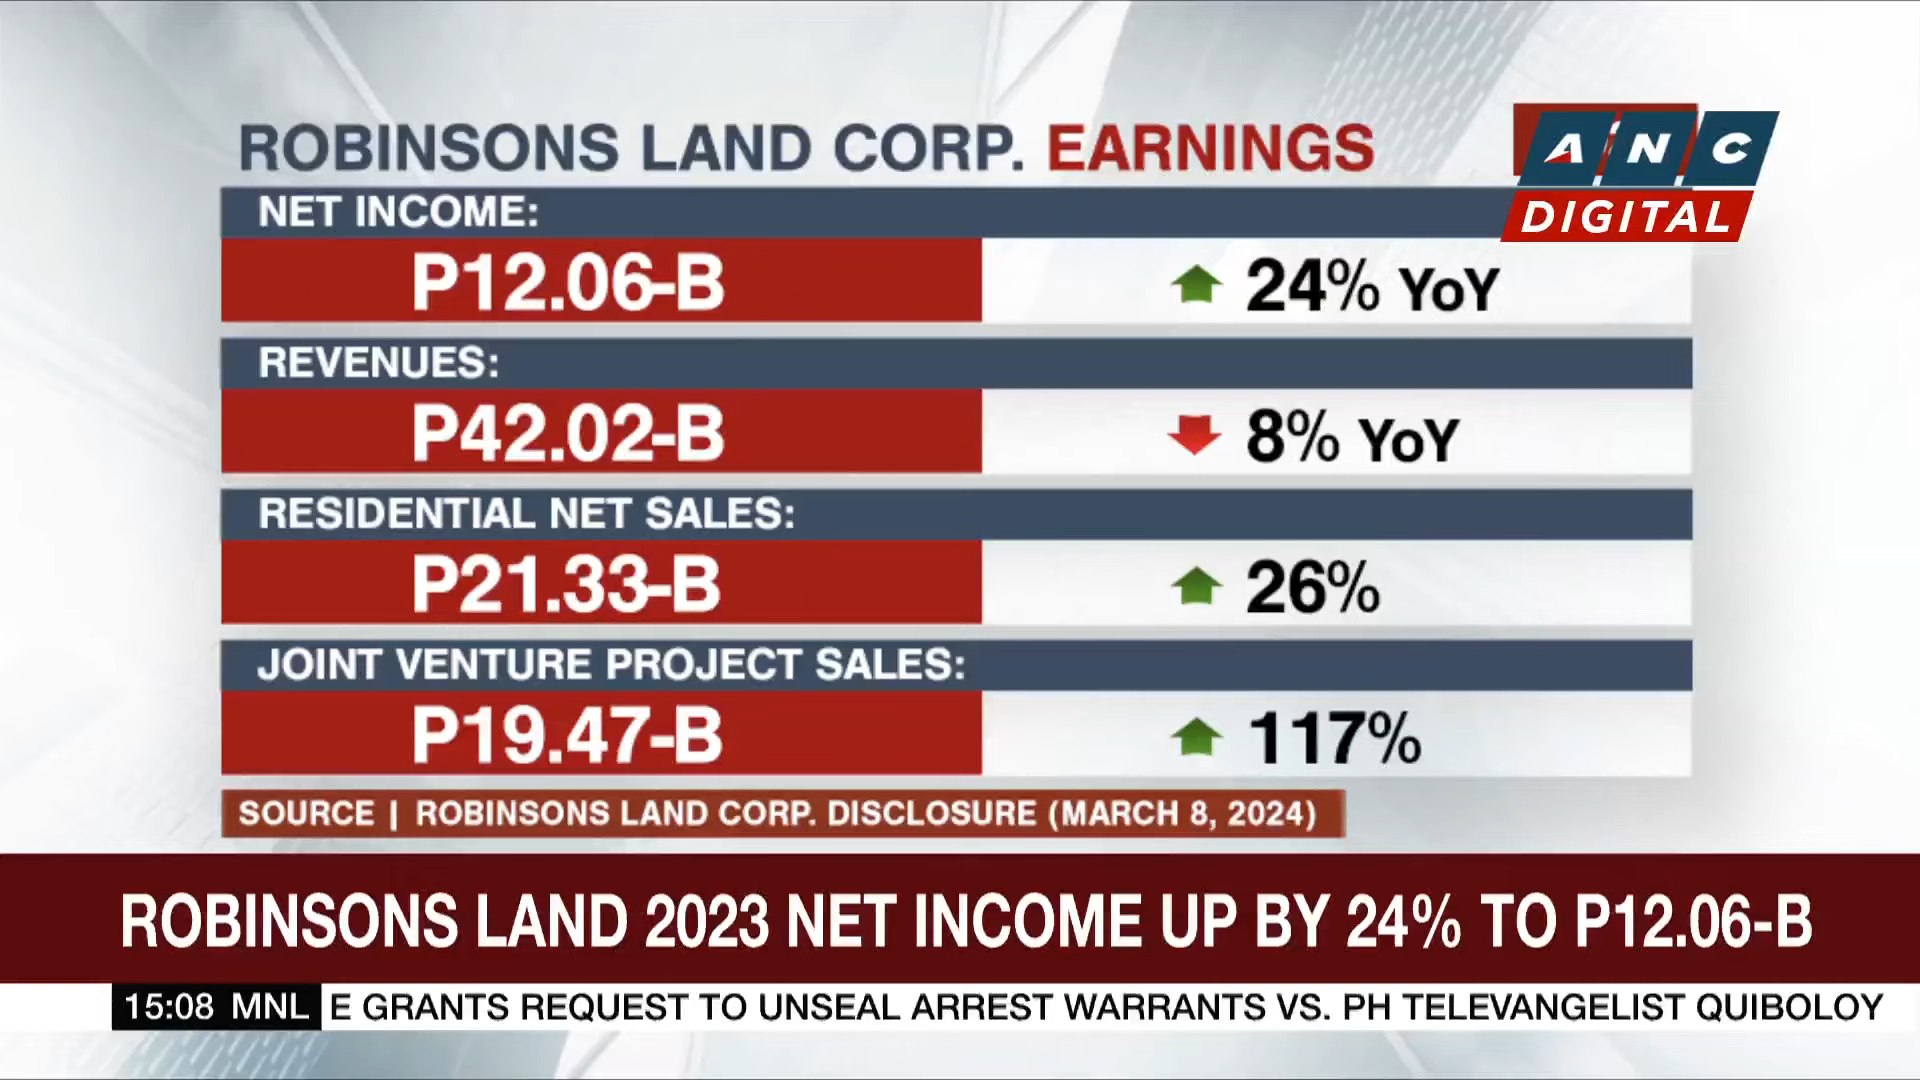 ROBINSONS LAND CORP. EARNINGS
ANC
DIGITAL
NET INCOME:
P12.06-B 24% YoY
REVENUES:
P42.02-B 8% YoY
RESIDENTIAL NET SALES:
P21.33-B 26%
JOINT VENTURE PROJECT SALES:
P19.47-B 117%
SOURCE | ROBINSONS LAND CORP. DISCLOSURE (MARCH 8, 2024)
ROBINSONS LAND 2023 NET INCOME UP BY 24% TO P12.06-B
15:08 MNL E GRANTS REQUEST TO UNSEAL ARREST WARRANTS VS. PH TELEVANGELIST QUIBOLOY